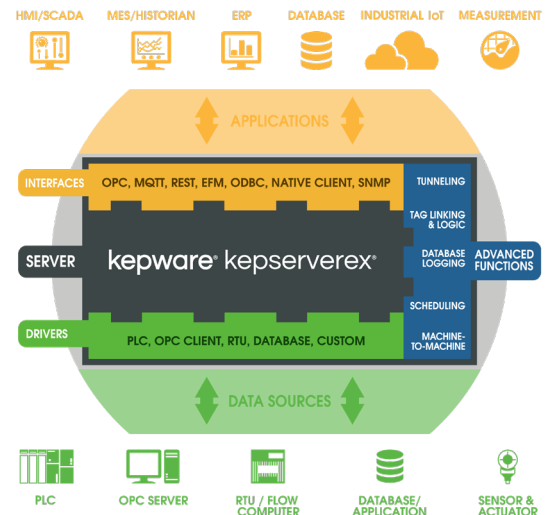 HMI/SCADA MES/HISTORIAN ERP DATABASE INDUSTRIAL IoT MEASUREMENT
APPLICATIONS
INTERFACES
OPC, MQTT, REST, EFM, ODBC, NATIVE CLIENT, SNMP
SERVER
kepware® kepserverex®
DRIVERS
PLC, OPC CLIENT, RTU, DATABASE, CUSTOM
TUNNELING
TAG LINKING
& LOGIC
DATABASE
LOGGING
SCHEDULING
MACHINE-
TO-MACHINE
ADVANCED
FUNCTIONS
DATA SOURCES
PLC
OPC SERVER
RTU / FLOW
COMPUTER
DATABASE/
APPLICATION
SENSOR &
ACTUATOR